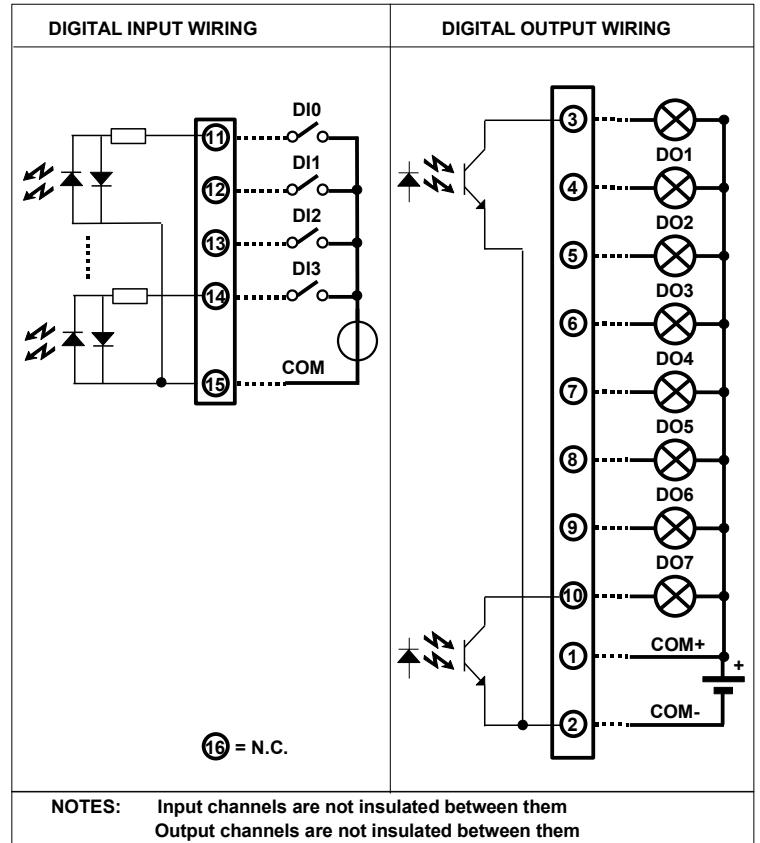 DIGITAL INPUT WIRING
DI0
11
DI1
12
DI2
13
DI3
14
COM
15
16 = N.C.
DIGITAL OUTPUT WIRING
3
DO1
4
DO2
5
DO3
6
DO4
7
DO5
8
DO6
9
DO7
10
COM+
1
+
COM-
2
NOTES: Input channels are not insulated between them
Output channels are not insulated between them